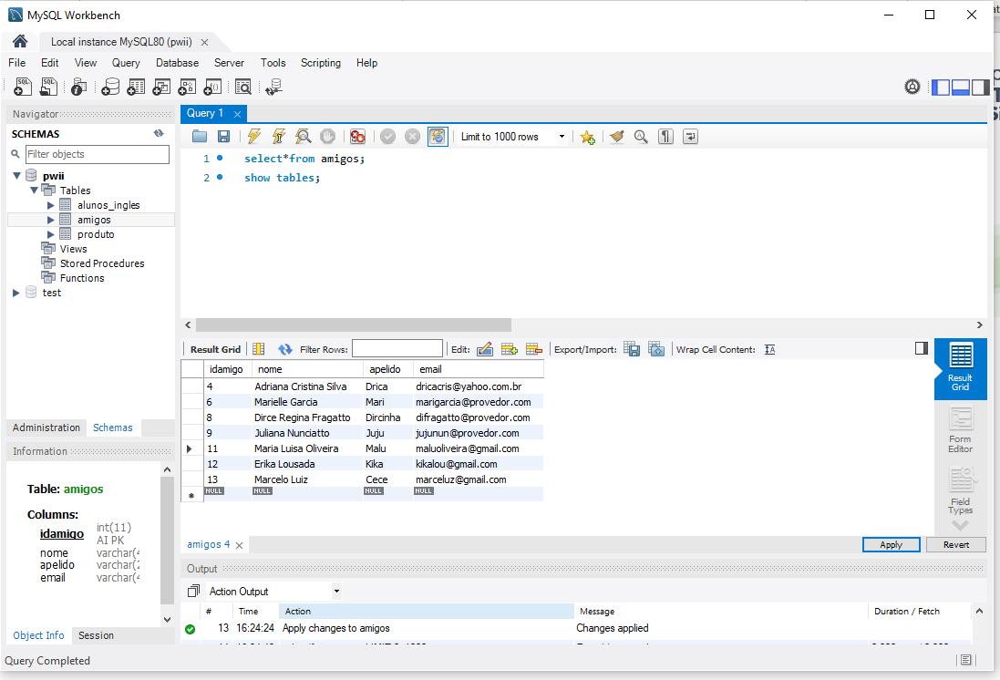 MySQL Workbench
Local instance MySQL80 (pwii)
File Edit View Query Database Server Tools Scripting Help
Navigator
SCHEMAS
Filter objects
pwii
Tables
alunos_ingles
amigos
produto
Views
Stored Procedures
Functions
test
Administration Schemas
Information
Table: amigos
Columns:
idamigo int(11)
AI PK
nome varchar(4
apelido varchar(2
email varchar(4
Object Info Session
Query 1
Limit to 1000 rows
1 select*from amigos;
2 show tables;
Result Grid Filter Rows: Edit: Export/Import: Wrap Cell Content:
idamigo nome apelido email
4 Adriana Cristina Silva Drica dricacris@yahoo.com.br
6 Marielle Garcia Mari marigarcia@provedor.com
8 Dirce Regina Fragatto Dircinha difragatto@provedor.com
9 Juliana Nunciatto Juju jujunun@provedor.com
11 Maria Luisa Oliveira Malu maluoliveira@gmail.com
12 Erika Lousada Kika kikalou@gmail.com
13 Marcelo Luiz Cece marceluz@gmail.com
NULL NULL NULL NULL
Result
Grid
Form
Editor
Field
Types
amigos 4
Apply Revert
Output
Action Output
# Time Action Message Duration / Fetch
13 16:24:24 Apply changes to amigos Changes applied
Query Completed